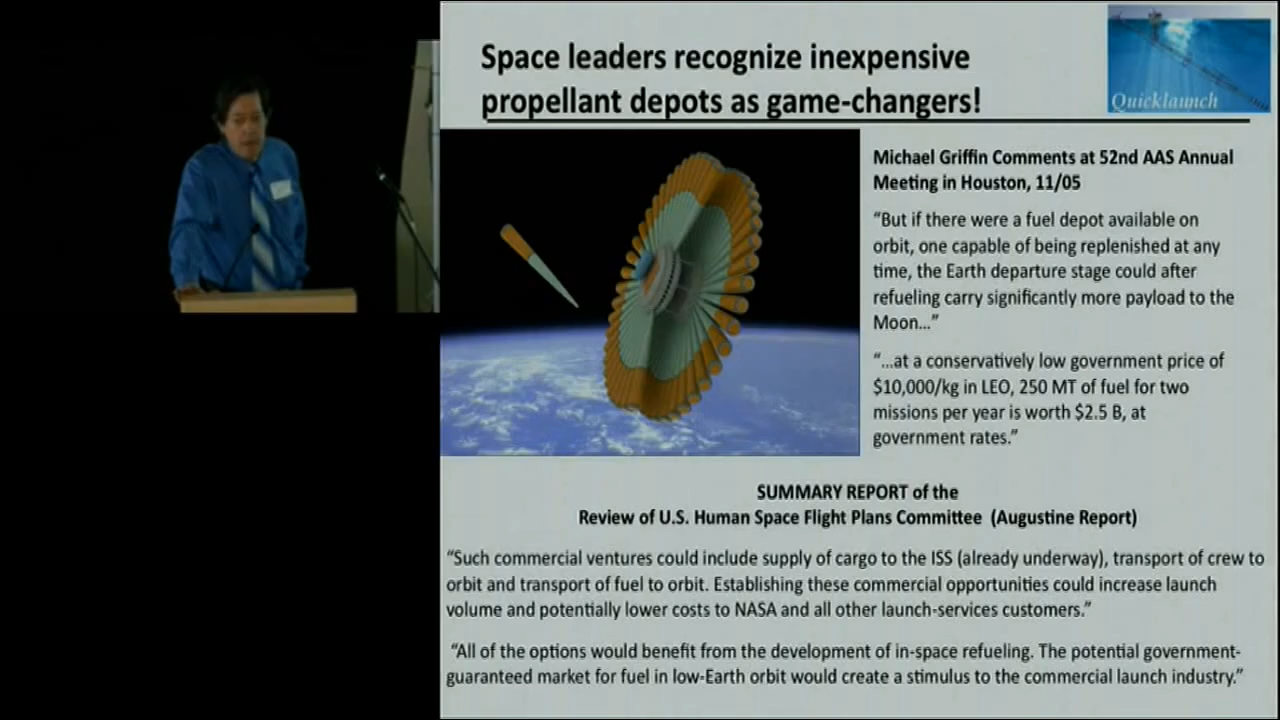 Space leaders recognize inexpensive
propellant depots as game-changers!
Quicklaunch
Michael Griffin Comments at 52nd AAS Annual
Meeting in Houston, 11/05
“But if there were a fuel depot available on
orbit, one capable of being replenished at any
time, the Earth departure stage could after
refueling carry significantly more payload to the
Moon...”
“...at a conservatively low government price of
$10,000/kg in LEO, 250 MT of fuel for two
missions per year is worth $2.5 B, at
government rates.”
SUMMARY REPORT of the
Review of U.S. Human Space Flight Plans Committee (Augustine Report)
“Such commercial ventures could include supply of cargo to the ISS (already underway), transport of crew to
orbit and transport of fuel to orbit. Establishing these commercial opportunities could increase launch
volume and potentially lower costs to NASA and all other launch-services customers.”
“All of the options would benefit from the development of in-space refueling. The potential government-
guaranteed market for fuel in low-Earth orbit would create a stimulus to the commercial launch industry.”